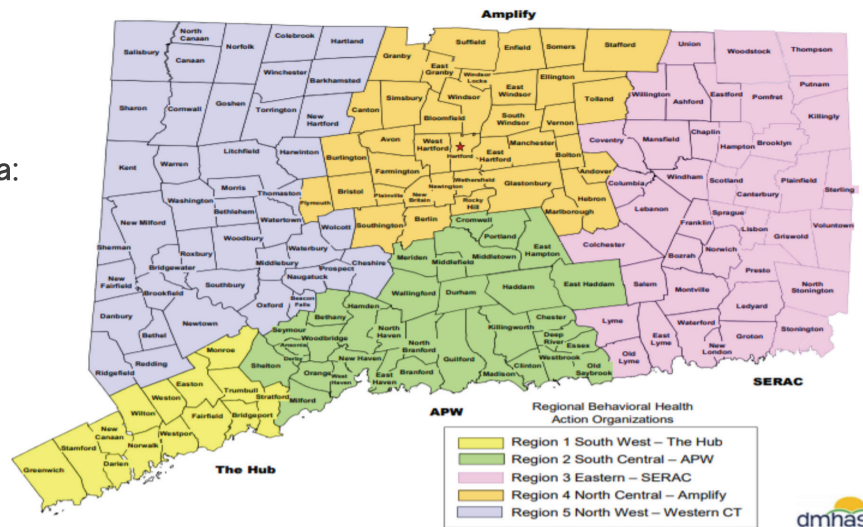 Amplify
a:
Salisbury
North
Canaan
Canaan
Norfolk
Colebrook
Hartland
Winchester
Barkhamsted
Sharon
Cornwall
Goshen
Torrington
New
Hartford
Kent
Warren
Litchfield
Harwinton
Morris
Washington
Bethlehem
Thomaston
Watertown
New Milford
Woodbury
Roxbury
Waterbury
Wolcott
Sherman
Bridgewater
Middlebury
Prospect
Cheshire
Naugatuck
New
Fairfield
Brookfield
Southbury
Oxford
Beacon
Falls
Danbury
Bethel
Newtown
Redding
Ridgefield
Granby
Suffield
Enfield
Somers
Stafford
East
Granby
Windsor
Locks
Simsbury
Windsor
East
Windsor
Ellington
Tolland
Canton
Bloomfield
South
Windsor
Vernon
Avon
West
Hartford
Hartford
East
Hartford
Manchester
Bolton
Andover
Burlington
Farmington
Wethersfield
Newington
Glastonbury
Hebron
Plymouth
Bristol
Plainville
New
Britain
Rocky
Hill
Marlborough
Southington
Berlin
Union
Woodstock
Thompson
Putnam
Willington
Ashford
Eastford
Pomfret
Killingly
Coventry
Mansfield
Chaplin
Hampton
Brooklyn
Columbia
Windham
Scotland
Canterbury
Plainfield
Sterling
Lebanon
Franklin
Sprague
Lisbon
Griswold
Voluntown
Colchester
Bozrah
Norwich
Presto
Salem
Montville
North
Stonington
Ledyard
Lyme
Waterford
East
Lyme
Old
Lyme
New
London
Groton
Stonington
Cromwell
Portland
East
Hampton
Meriden
Middlefield
Middletown
Wallingford
Durham
Haddam
East Haddam
Hamden
Bethany
Seymour
Woodbridge
Ansonia
Derby
North
Haven
North
Branford
Killingworth
Chester
Deep
River
Essex
Shelton
Orange
New Haven
West
Haven
East
Haven
Branford
Guilford
Madison
Clinton
Westbrook
Old
Saybrook
Milford
Monroe
Easton
Trumbull
Stratford
Weston
Wilton
Fairfield
Bridgeport
New
Canaan
Westpor
Norwalk
Stamford
Darien
Greenwich
SERAC
APW
The Hub
Regional Behavioral Health
Action Organizations
Region 1 South West – The Hub
Region 2 South Central – APW
Region 3 Eastern – SERAC
Region 4 North Central – Amplify
Region 5 North West – Western CT
dmhas